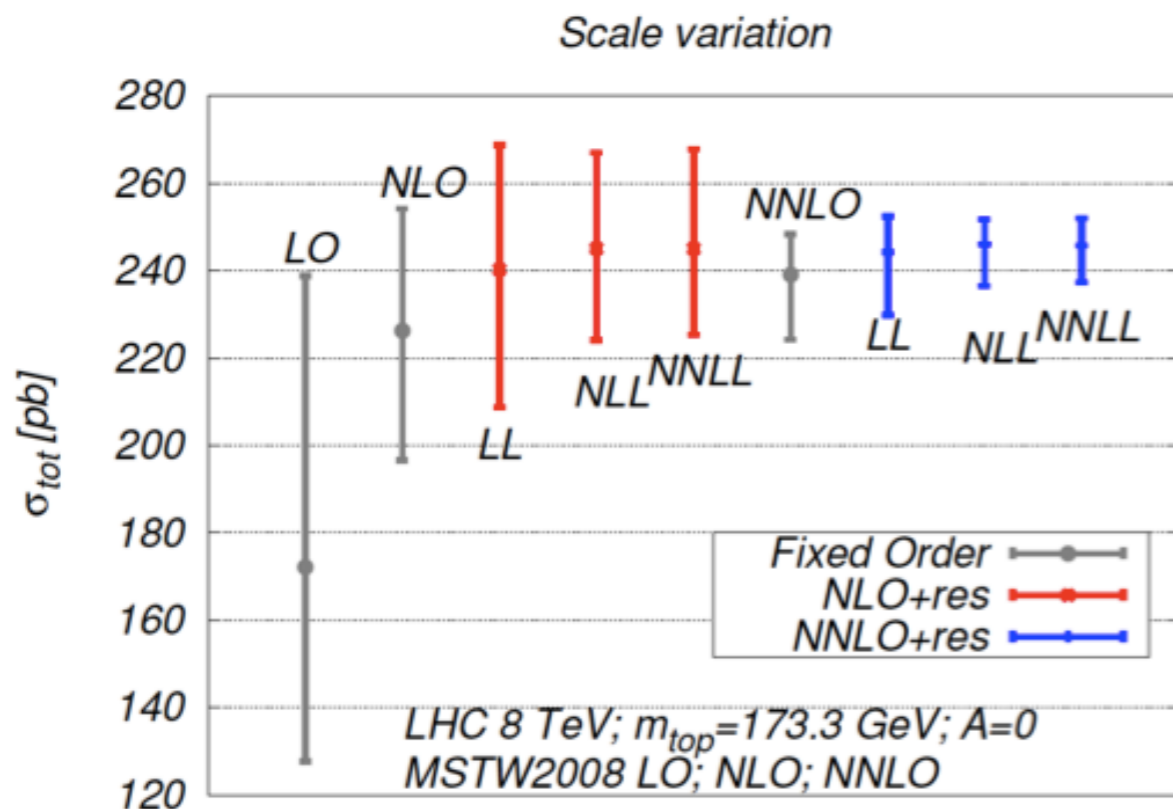 Scale variation
280
260
240
220
200
180
160
140
120
σtot [pb]
LO
NLO
LL
NLL
NNLL
NNLO
LL
NLL
NNLL
Fixed Order
NLO+res
NNLO+res
LHC 8 TeV; mtop=173.3 GeV; A=0
MSTW2008 LO; NLO; NNLO